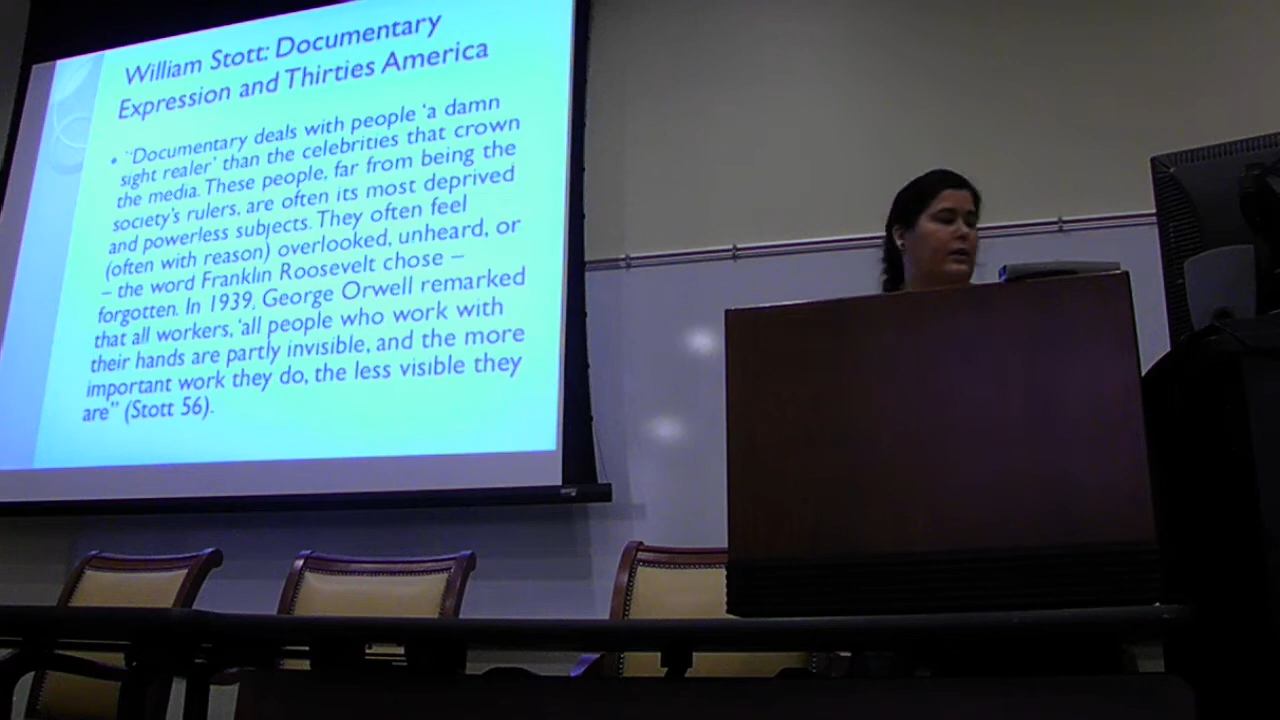 William Stott: Documentary
Expression and Thirties America
• “Documentary deals with people ‘a damn
sight realer’ than the celebrities that crown
the media. These people, far from being the
society’s rulers, are often its most deprived
and powerless subjects. They often feel
(often with reason) overlooked, unheard, or
– the word Franklin Roosevelt chose –
forgotten. In 1939, George Orwell remarked
that all workers, ‘all people who work with
their hands are partly invisible, and the more
important work they do, the less visible they
are” (Stott 56).